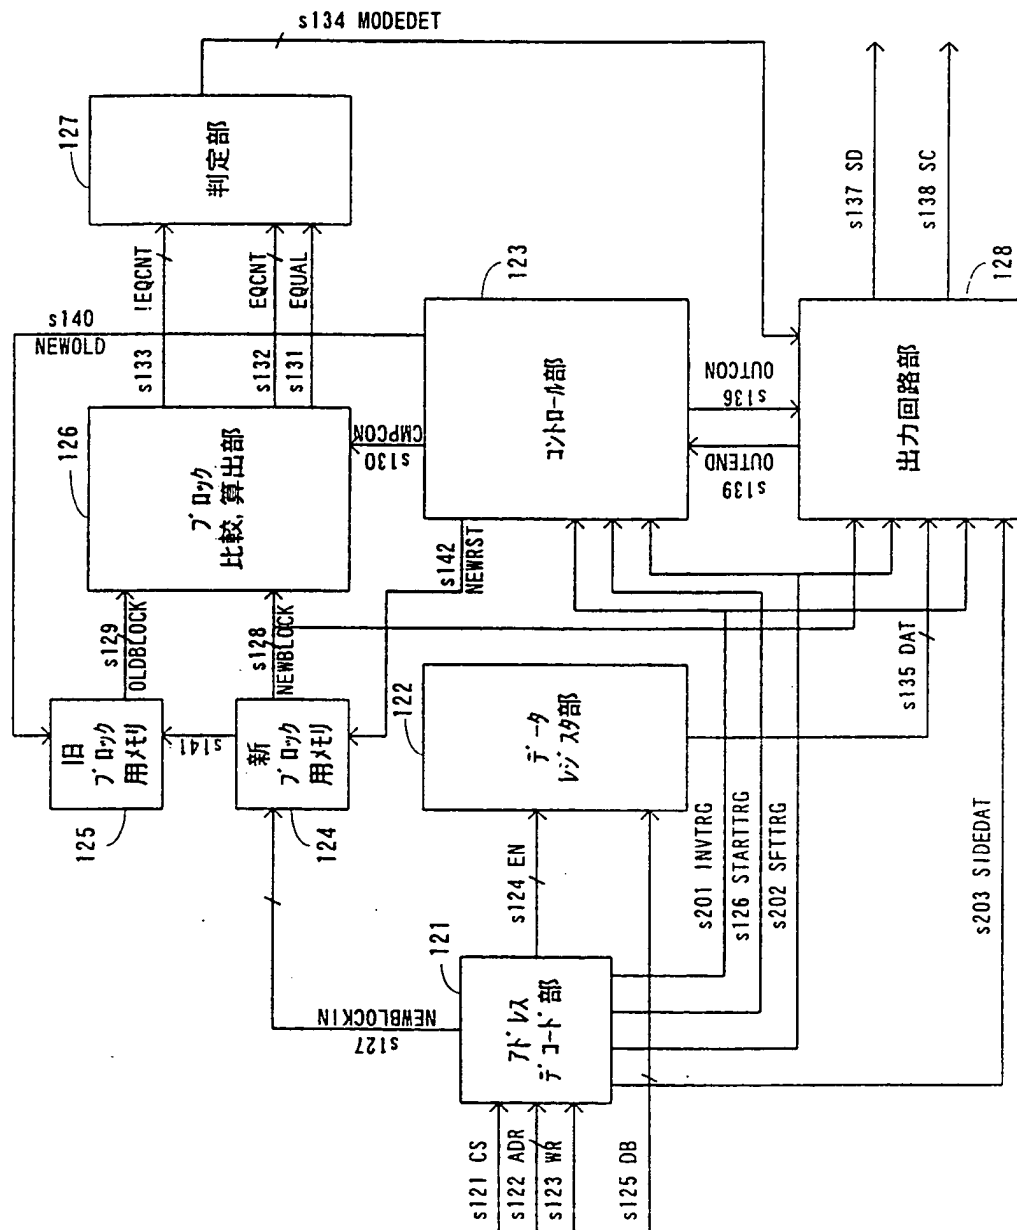 s134 MODEDET
127
判定部
s137 SD
s138 SC
!EQCNT
EQCNT
EQUAL
s140
NEWOLD
s133
s132
s131
123
コントロール部
128
出力回路部
OUTCON
s136
OUTEND
s139
126
ブロック
比較,算出部
CMPCON
s130
s142
NEWRST
s129
OLDBLOCK
s128
NEWBLOCK
旧
ブロック
用メモリ
125
s141
新
ブロック
用メモリ
124
122
データ
レジスタ部
s135 DAT
s124 EN
s201 INVTRG
s126 STARTTRG
s202 SFTTRG
s203 SIDEDAT
NEWBLOCKIN
s127
121
アドレス
デコード部
s121 CS
s122 ADR
s123 WR
s125 DB